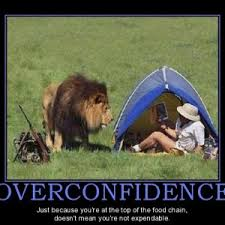 OVERCONFIDENCE
Just because you're at the top of the food chain,
doesn't mean you're not expendable.